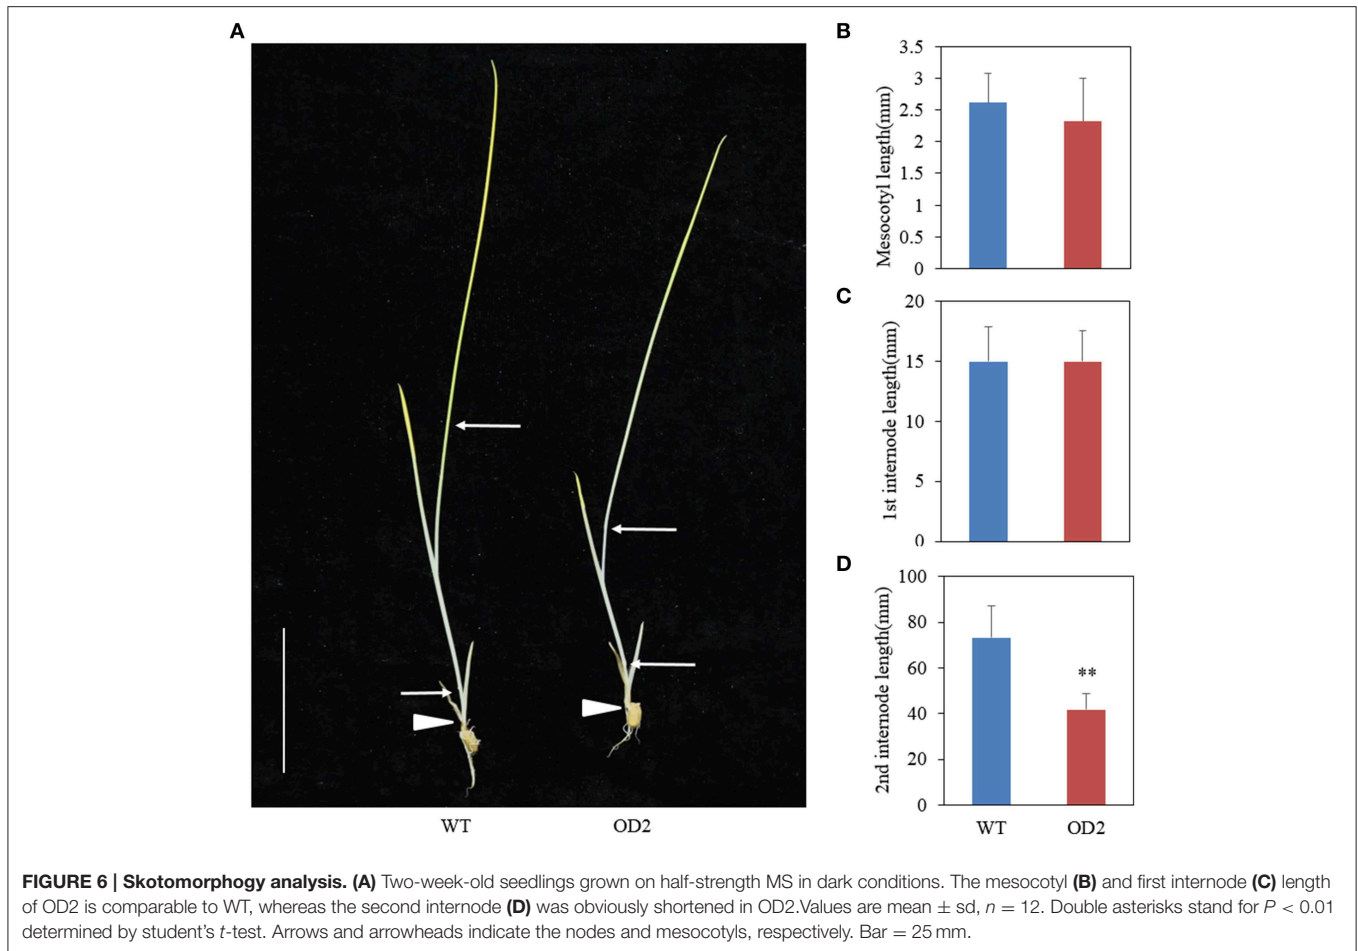 A
WT
OD2
B
3.5
3
2.5
2
1.5
1
0.5
0
Mesocotyl length(mm)
C
20
15
10
5
0
1st internode length(mm)
D
100
80
60
40
20
0
2nd internode length(mm)
**
WT
OD2
FIGURE 6 | Skotomorphogy analysis. (A) Two-week-old seedlings grown on half-strength MS in dark conditions. The mesocotyl (B) and first internode (C) length
of OD2 is comparable to WT, whereas the second internode (D) was obviously shortened in OD2.Values are mean ± sd, n = 12. Double asterisks stand for P < 0.01
determined by student's t-test. Arrows and arrowheads indicate the nodes and mesocotyls, respectively. Bar = 25 mm.